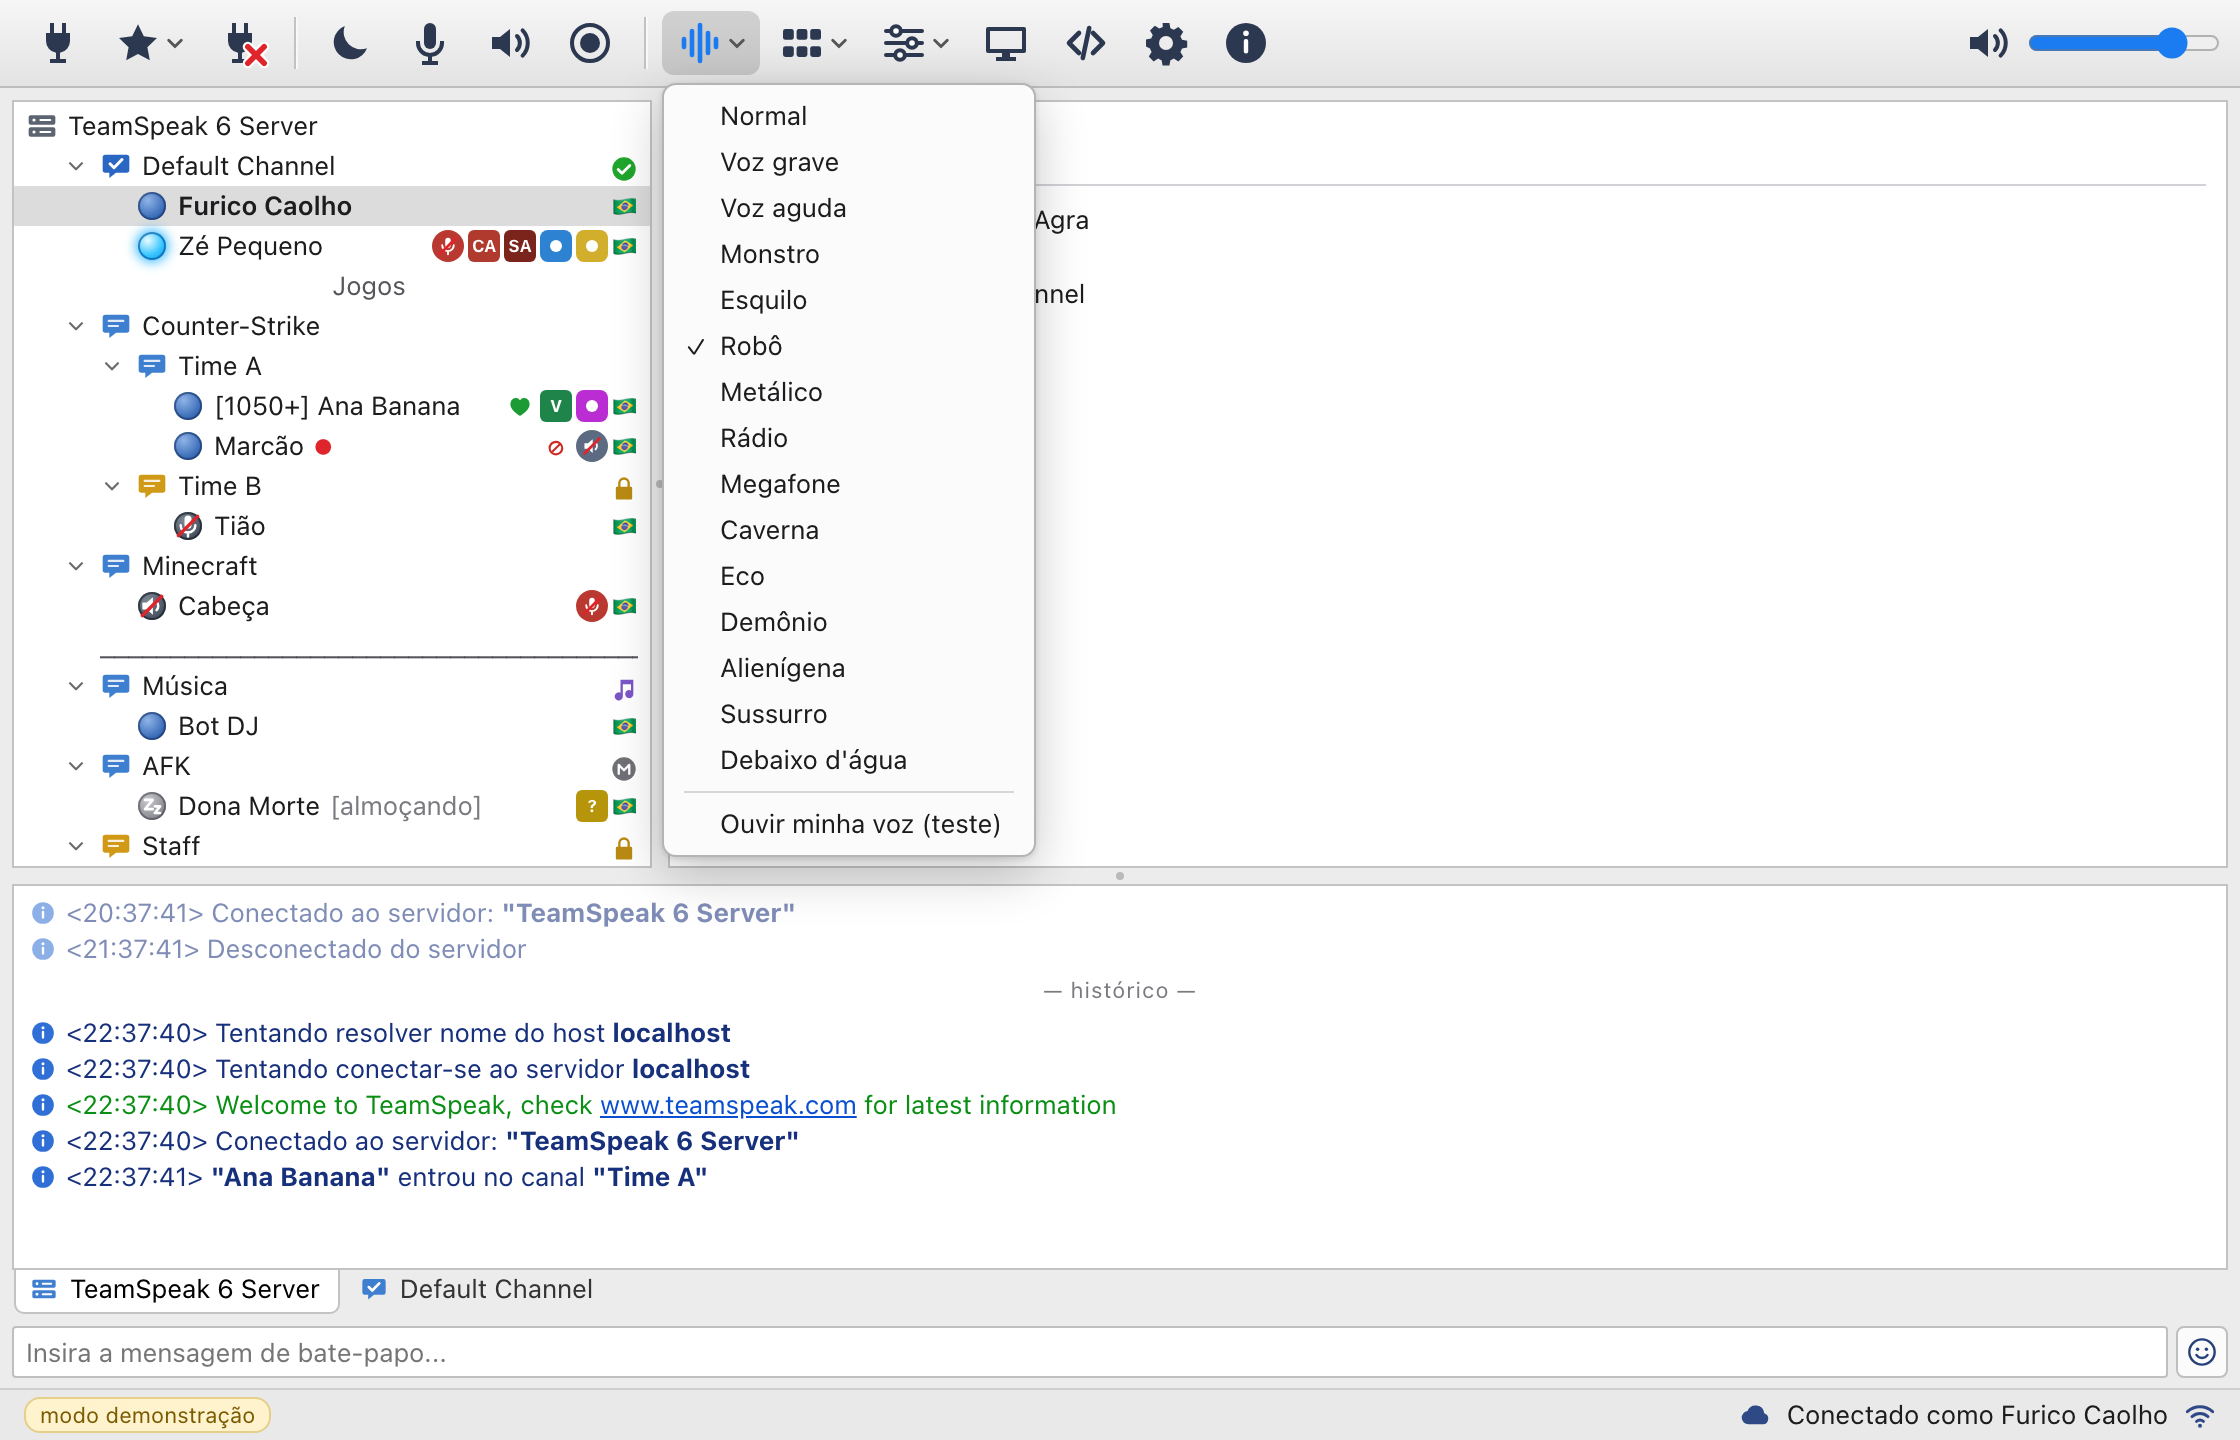 TeamSpeak 6 Server
Default Channel
Furico Caolho
Zé Pequeno CA SA
Jogos
Counter-Strike
Time A
[1050+] Ana Banana V
Marcão
Time B
Tião
Minecraft
Cabeça
Música
Bot DJ
AFK M
Dona Morte [almoçando] ?
Staff
Normal
Voz grave
Voz aguda
Monstro
Esquilo
Robô
Metálico
Rádio
Megafone
Caverna
Eco
Demônio
Alienígena
Sussurro
Debaixo d'água
Ouvir minha voz (teste)
Agra
nnel
<20:37:41> Conectado ao servidor: "TeamSpeak 6 Server"
<21:37:41> Desconectado do servidor
— histórico —
<22:37:40> Tentando resolver nome do host localhost
<22:37:40> Tentando conectar-se ao servidor localhost
<22:37:40> Welcome to TeamSpeak, check www.teamspeak.com for latest information
<22:37:40> Conectado ao servidor: "TeamSpeak 6 Server"
<22:37:41> "Ana Banana" entrou no canal "Time A"
TeamSpeak 6 Server
Default Channel
Insira a mensagem de bate-papo...
modo demonstração
Conectado como Furico Caolho